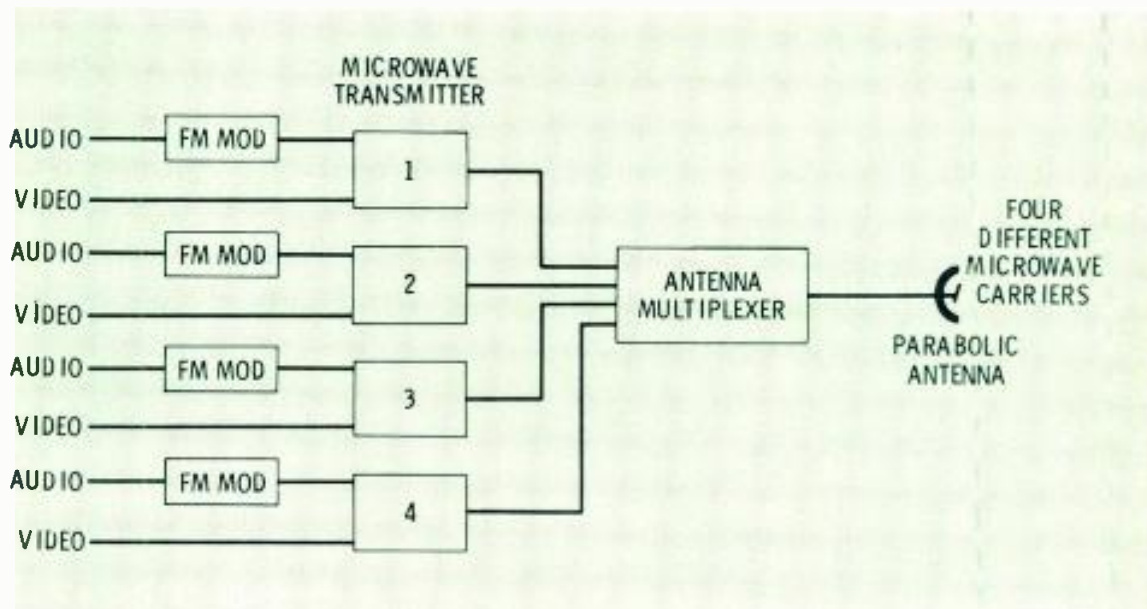 MICROWAVE
TRANSMITTER
AUDIO
FM MOD
1
VIDEO
AUDIO
FM MOD
2
VIDEO
AUDIO
FM MOD
3
VIDEO
AUDIO
FM MOD
4
VIDEO
ANTENNA
MULTIPLEXER
FOUR
DIFFERENT
MICROWAVE
CARRIERS
PARABOLIC
ANTENNA